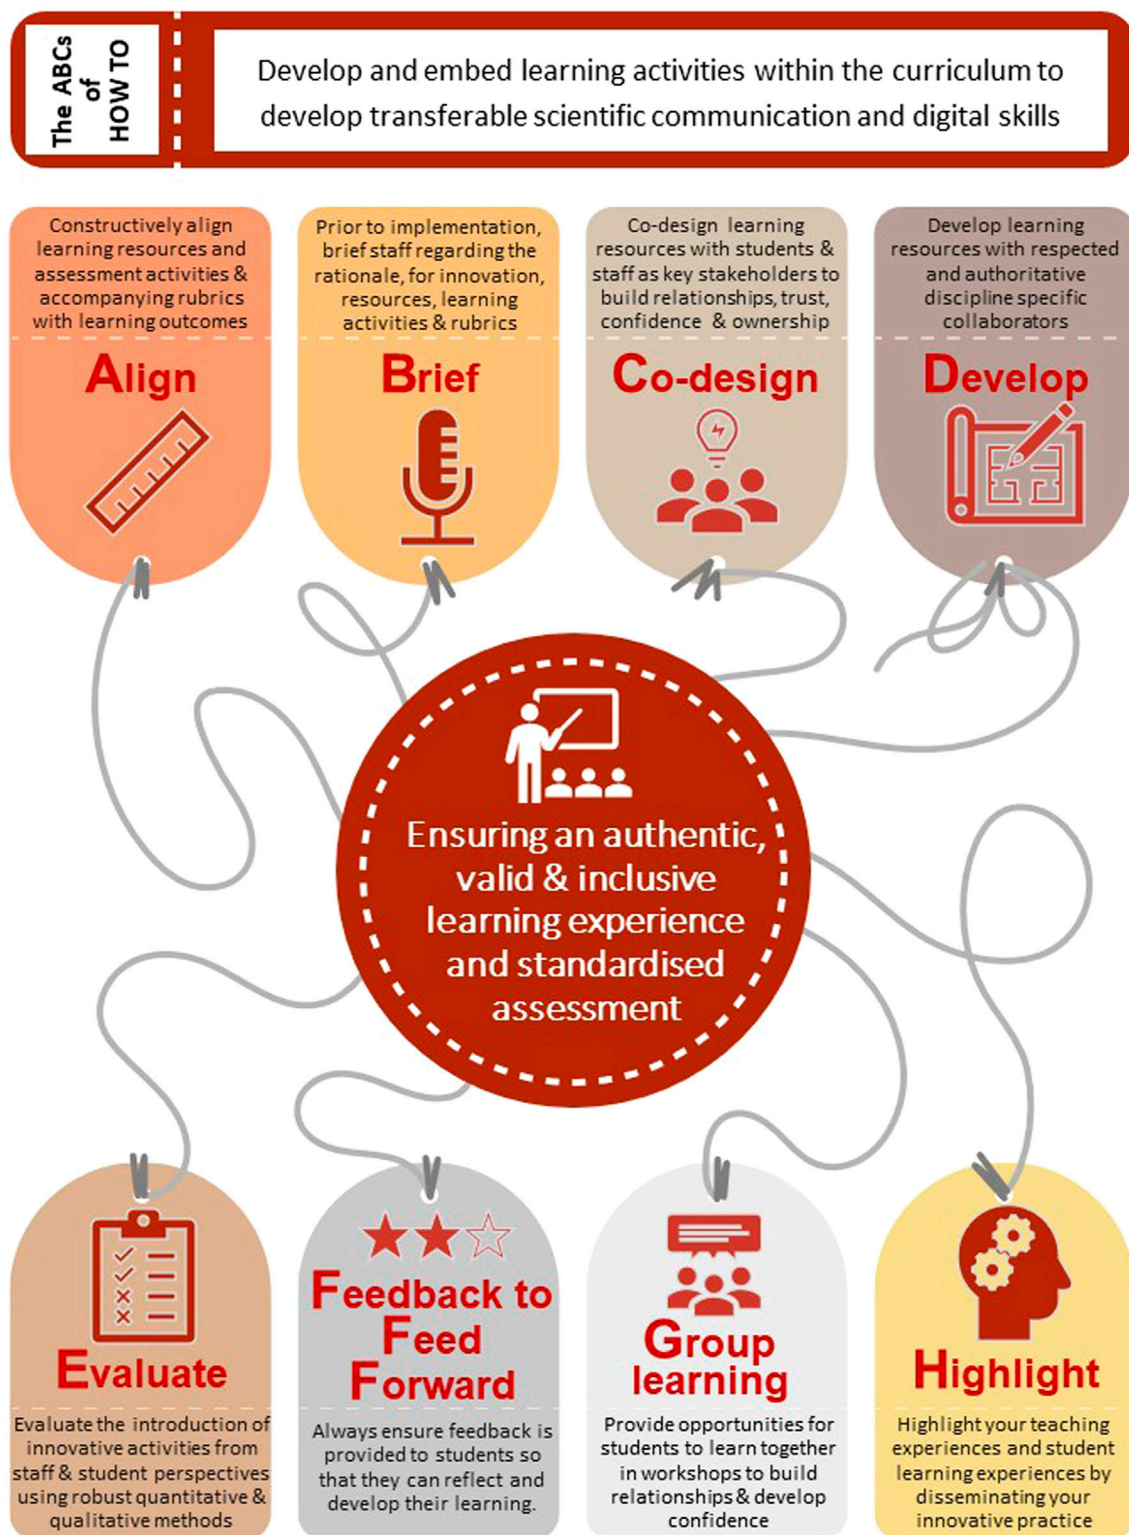 The ABCs
of
HOW TO
Develop and embed learning activities within the curriculum to
develop transferable scientific communication and digital skills
Constructively align
learning resources and
assessment activities &
accompanying rubrics
with learning outcomes
Align
Prior to implementation,
brief staff regarding the
rationale, for innovation,
resources, learning
activities & rubrics
Brief
Co-design learning
resources with students &
staff as key stakeholders to
build relationships, trust,
confidence & ownership
Co-design
Develop learning
resources with respected
and authoritative
discipline specific
collaborators
Develop
Ensuring an authentic,
valid & inclusive
learning experience
and standardised
assessment
Evaluate
Evaluate the introduction of
innovative activities from
staff & student perspectives
using robust quantitative &
qualitative methods
Feedback to
Feed
Forward
Always ensure feedback is
provided to students so
that they can reflect and
develop their learning.
Group
learning
Provide opportunities for
students to learn together
in workshops to build
relationships & develop
confidence
Highlight
Highlight your teaching
experiences and student
learning experiences by
disseminating your
innovative practice